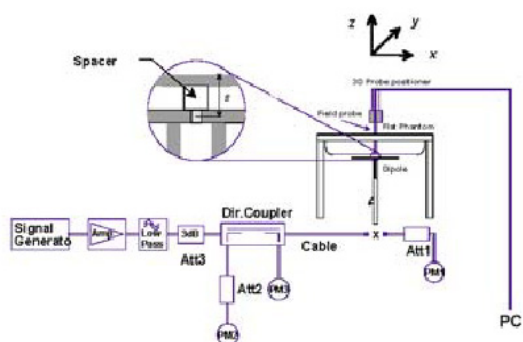 z
y
x
Spacer
s
3D Probe positioner
Field probe
Flat Phantom
Dipole
Dir.Coupler
Signal
Generato
Amp
Low
Pass
3dB
Att3
Cable
x
Att1
PM1
Att2
PM3
PM2
PC